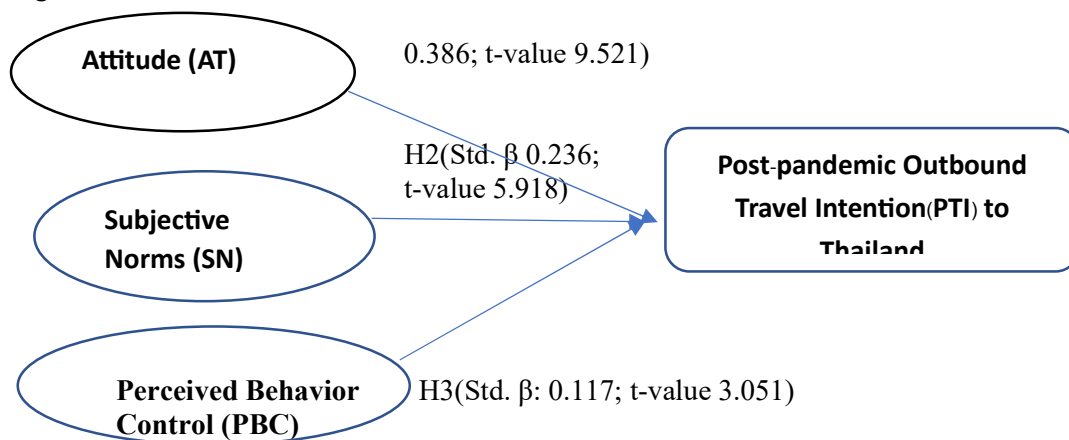 Attitude (AT)
0.386; t-value 9.521)
H2(Std. β 0.236;
t-value 5.918)
Post-pandemic Outbound
Travel Intention(PTI) to
Thailand
Subjective
Norms (SN)
Perceived Behavior
Control (PBC)
H3(Std. β: 0.117; t-value 3.051)